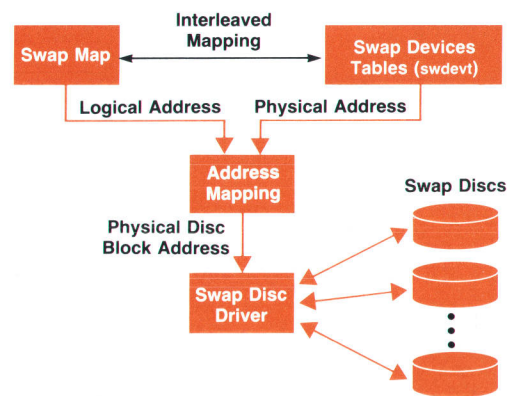 Interleaved
Mapping
Swap Map
Swap Devices
Tables (swdevt)
Logical Address
Physical Address
Address
Mapping
Swap Discs
Physical Disc
Block Address
Swap Disc
Driver